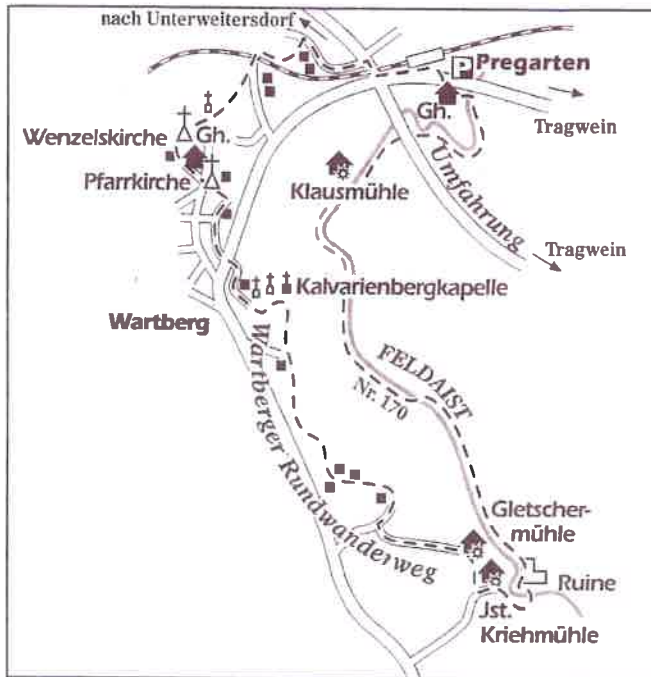 nach Unterweitersdorf
P Pregarten
Gh.
Tragwein
Wenzelskirche
Gh.
Pfarrkirche
Klausmühle
Umfahrung
Tragwein
Kalvarienbergkapelle
Wartberg
Wartberger Rundwanderweg
FELDAIST
Nr. 170
Gletscher-
mühle
Ruine
Jst.
Kriehmühle